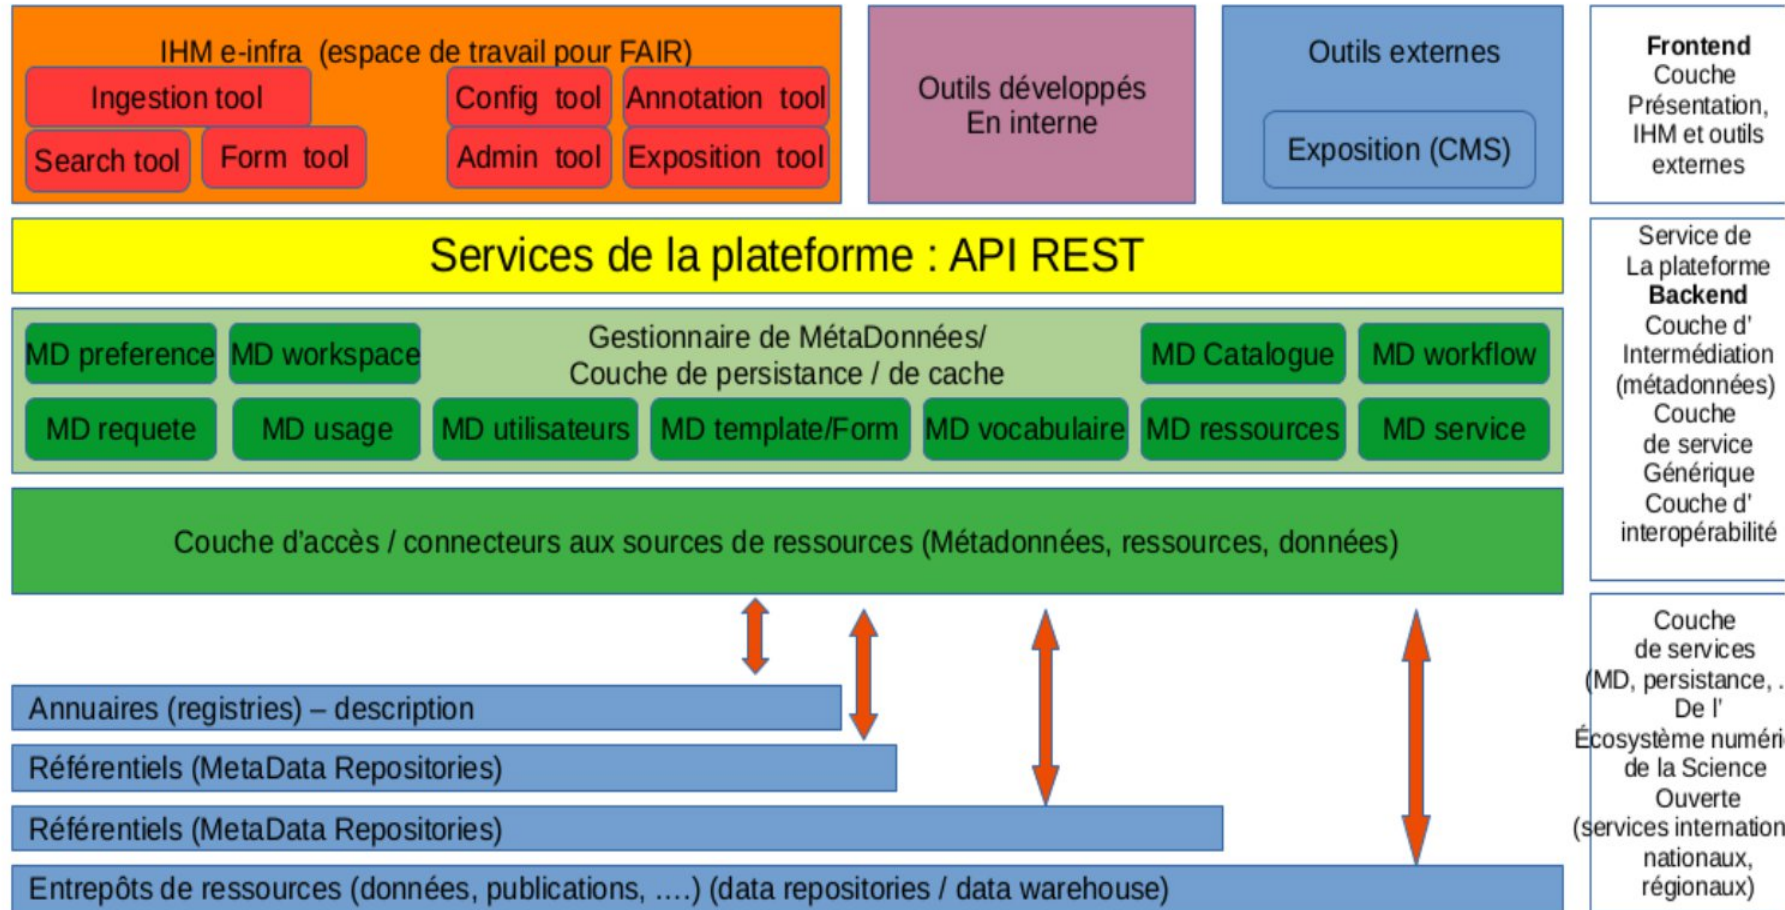 IHM e-infra (espace de travail pour FAIR)
Ingestion tool
Config tool
Annotation tool
Search tool
Form tool
Admin tool
Exposition tool
Outils développés
En interne
Outils externes
Exposition (CMS)
Frontend
Couche
Présentation,
IHM et outils
externes
Services de la plateforme : API REST
Gestionnaire de MétaDonnées/
Couche de persistance / de cache
MD preference
MD workspace
MD Catalogue
MD workflow
MD requete
MD usage
MD utilisateurs
MD template/Form
MD vocabulaire
MD ressources
MD service
Couche d'accès / connecteurs aux sources de ressources (Métadonnées, ressources, données)
Service de
La plateforme
Backend
Couche d'
Intermédiation
(métadonnées)
Couche
de service
Générique
Couche d'
interopérabilité
Annuaires (registries) – description
Référentiels (MetaData Repositories)
Référentiels (MetaData Repositories)
Entrepôts de ressources (données, publications, ....) (data repositories / data warehouse)
Couche
de services
(MD, persistance, .
De l'
Écosystème numéri
de la Science
Ouverte
(services internation
nationaux,
régionaux)